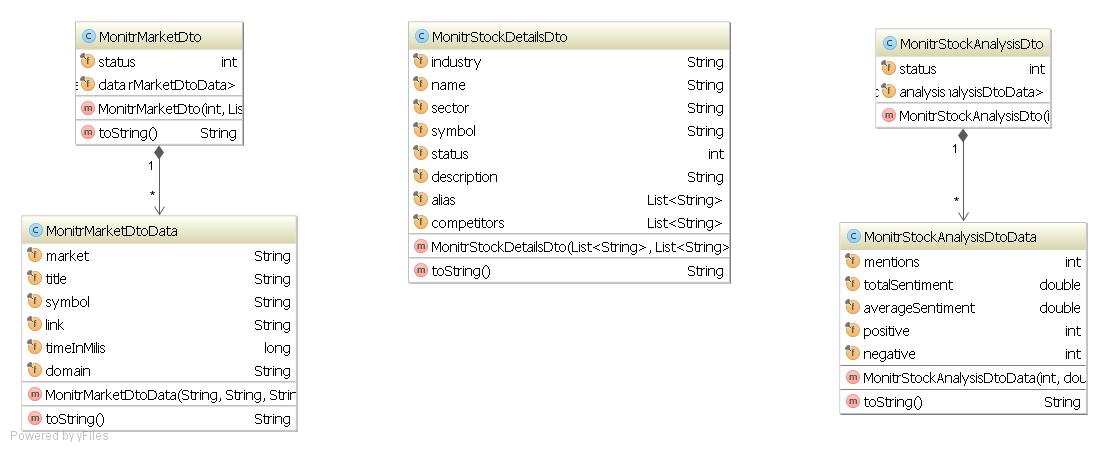 MonitrMarketDto
status int
data rMarketDtoData>
MonitrMarketDto(int, Lis
toString() String
1
*
MonitrMarketDtoData
market String
title String
symbol String
link String
timeInMilis long
domain String
MonitrMarketDtoData(String, String, Strin
toString() String
Powered by yFiles
MonitrStockDetailsDto
industry String
name String
sector String
symbol String
status int
description String
alias List<String>
competitors List<String>
MonitrStockDetailsDto(List<String>, List<String>
toString() String
MonitrStockAnalysisDto
status int
analysis nalysisDtoData>
MonitrStockAnalysisDto(i
1
*
MonitrStockAnalysisDtoData
mentions int
totalSentiment double
averageSentiment double
positive int
negative int
MonitrStockAnalysisDtoData(int, dou
toString() String